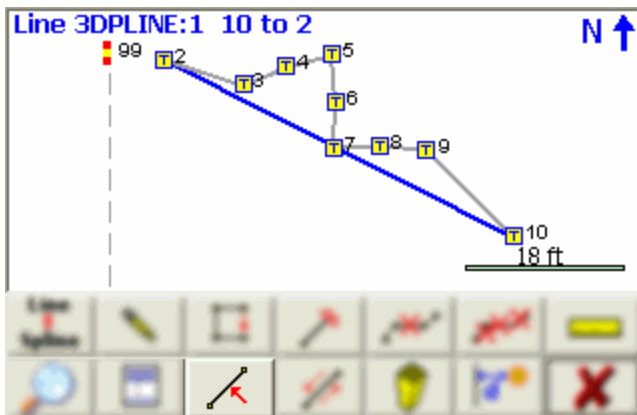 Line 3DPLINE:1 10 to 2
N
99
T 2
T 3
T 4
T 5
T 6
T 7
T 8
T 9
T 10
18 ft
Line
Spline